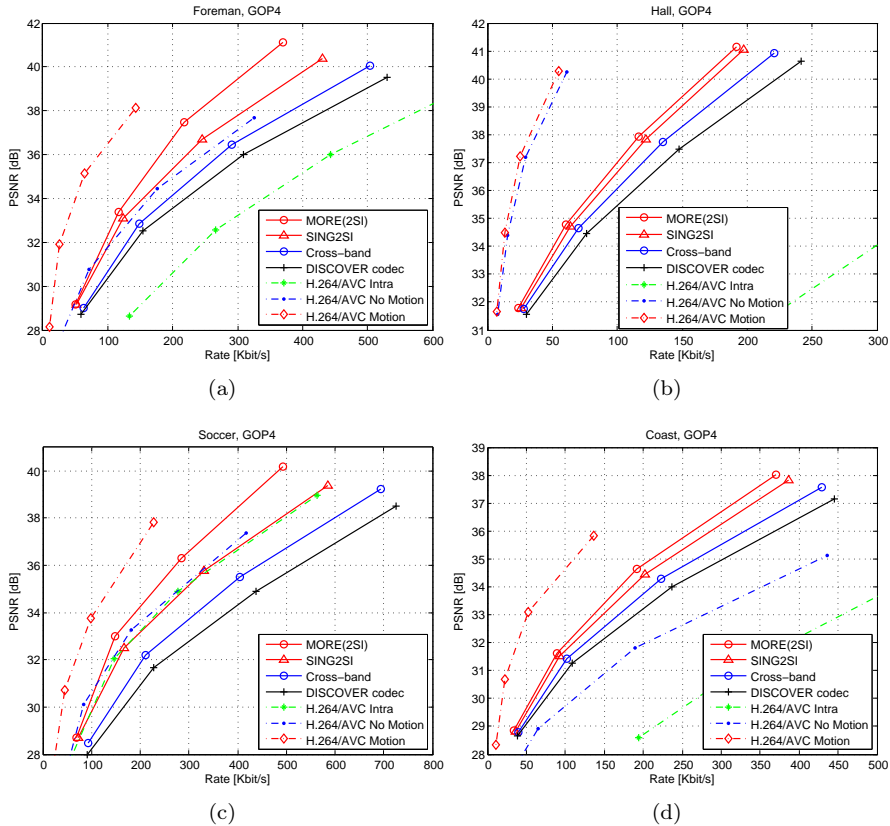 Foreman, GOP4
42
40
38
36
34
32
30
28
PSNR [dB]
0 100 200 300 400 500 600
Rate [Kbit/s]
MORE(2SI)
SING2SI
Cross−band
DISCOVER codec
H.264/AVC Intra
H.264/AVC No Motion
H.264/AVC Motion
(a)
Hall, GOP4
42
41
40
39
38
37
36
35
34
33
32
31
PSNR [dB]
0 50 100 150 200 250 300
Rate [Kbit/s]
MORE(2SI)
SING2SI
Cross−band
DISCOVER codec
H.264/AVC Intra
H.264/AVC No Motion
H.264/AVC Motion
(b)
Soccer, GOP4
40
38
36
34
32
30
28
PSNR [dB]
0 100 200 300 400 500 600 700 800
Rate [Kbit/s]
MORE(2SI)
SING2SI
Cross−band
DISCOVER codec
H.264/AVC Intra
H.264/AVC No Motion
H.264/AVC Motion
(c)
Coast, GOP4
39
38
37
36
35
34
33
32
31
30
29
28
PSNR [dB]
0 50 100 150 200 250 300 350 400 450 500
Rate [Kbit/s]
MORE(2SI)
SING2SI
Cross−band
DISCOVER codec
H.264/AVC Intra
H.264/AVC No Motion
H.264/AVC Motion
(d)